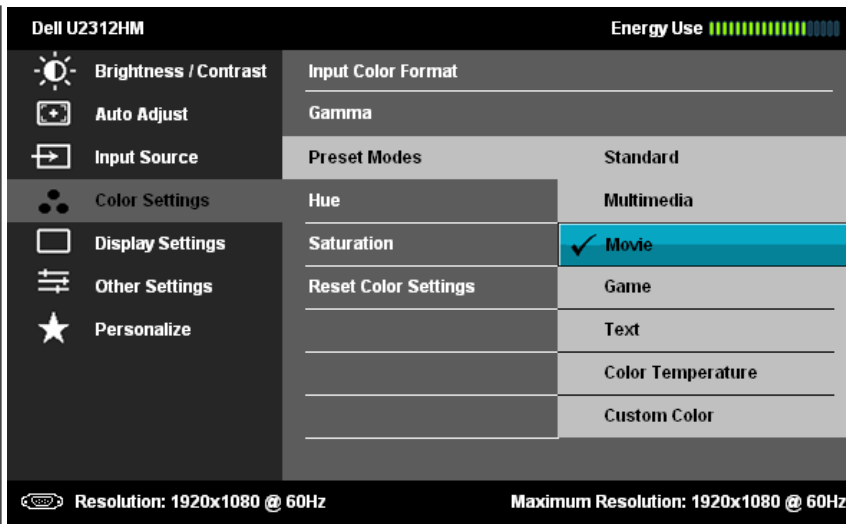 Dell U2312HM Energy Use
Brightness / Contrast Input Color Format
Auto Adjust Gamma
Input Source Preset Modes Standard
Color Settings Hue Multimedia
Display Settings Saturation Movie
Other Settings Reset Color Settings Game
Personalize Text
Color Temperature
Custom Color
Resolution: 1920x1080 @ 60Hz Maximum Resolution: 1920x1080 @ 60Hz